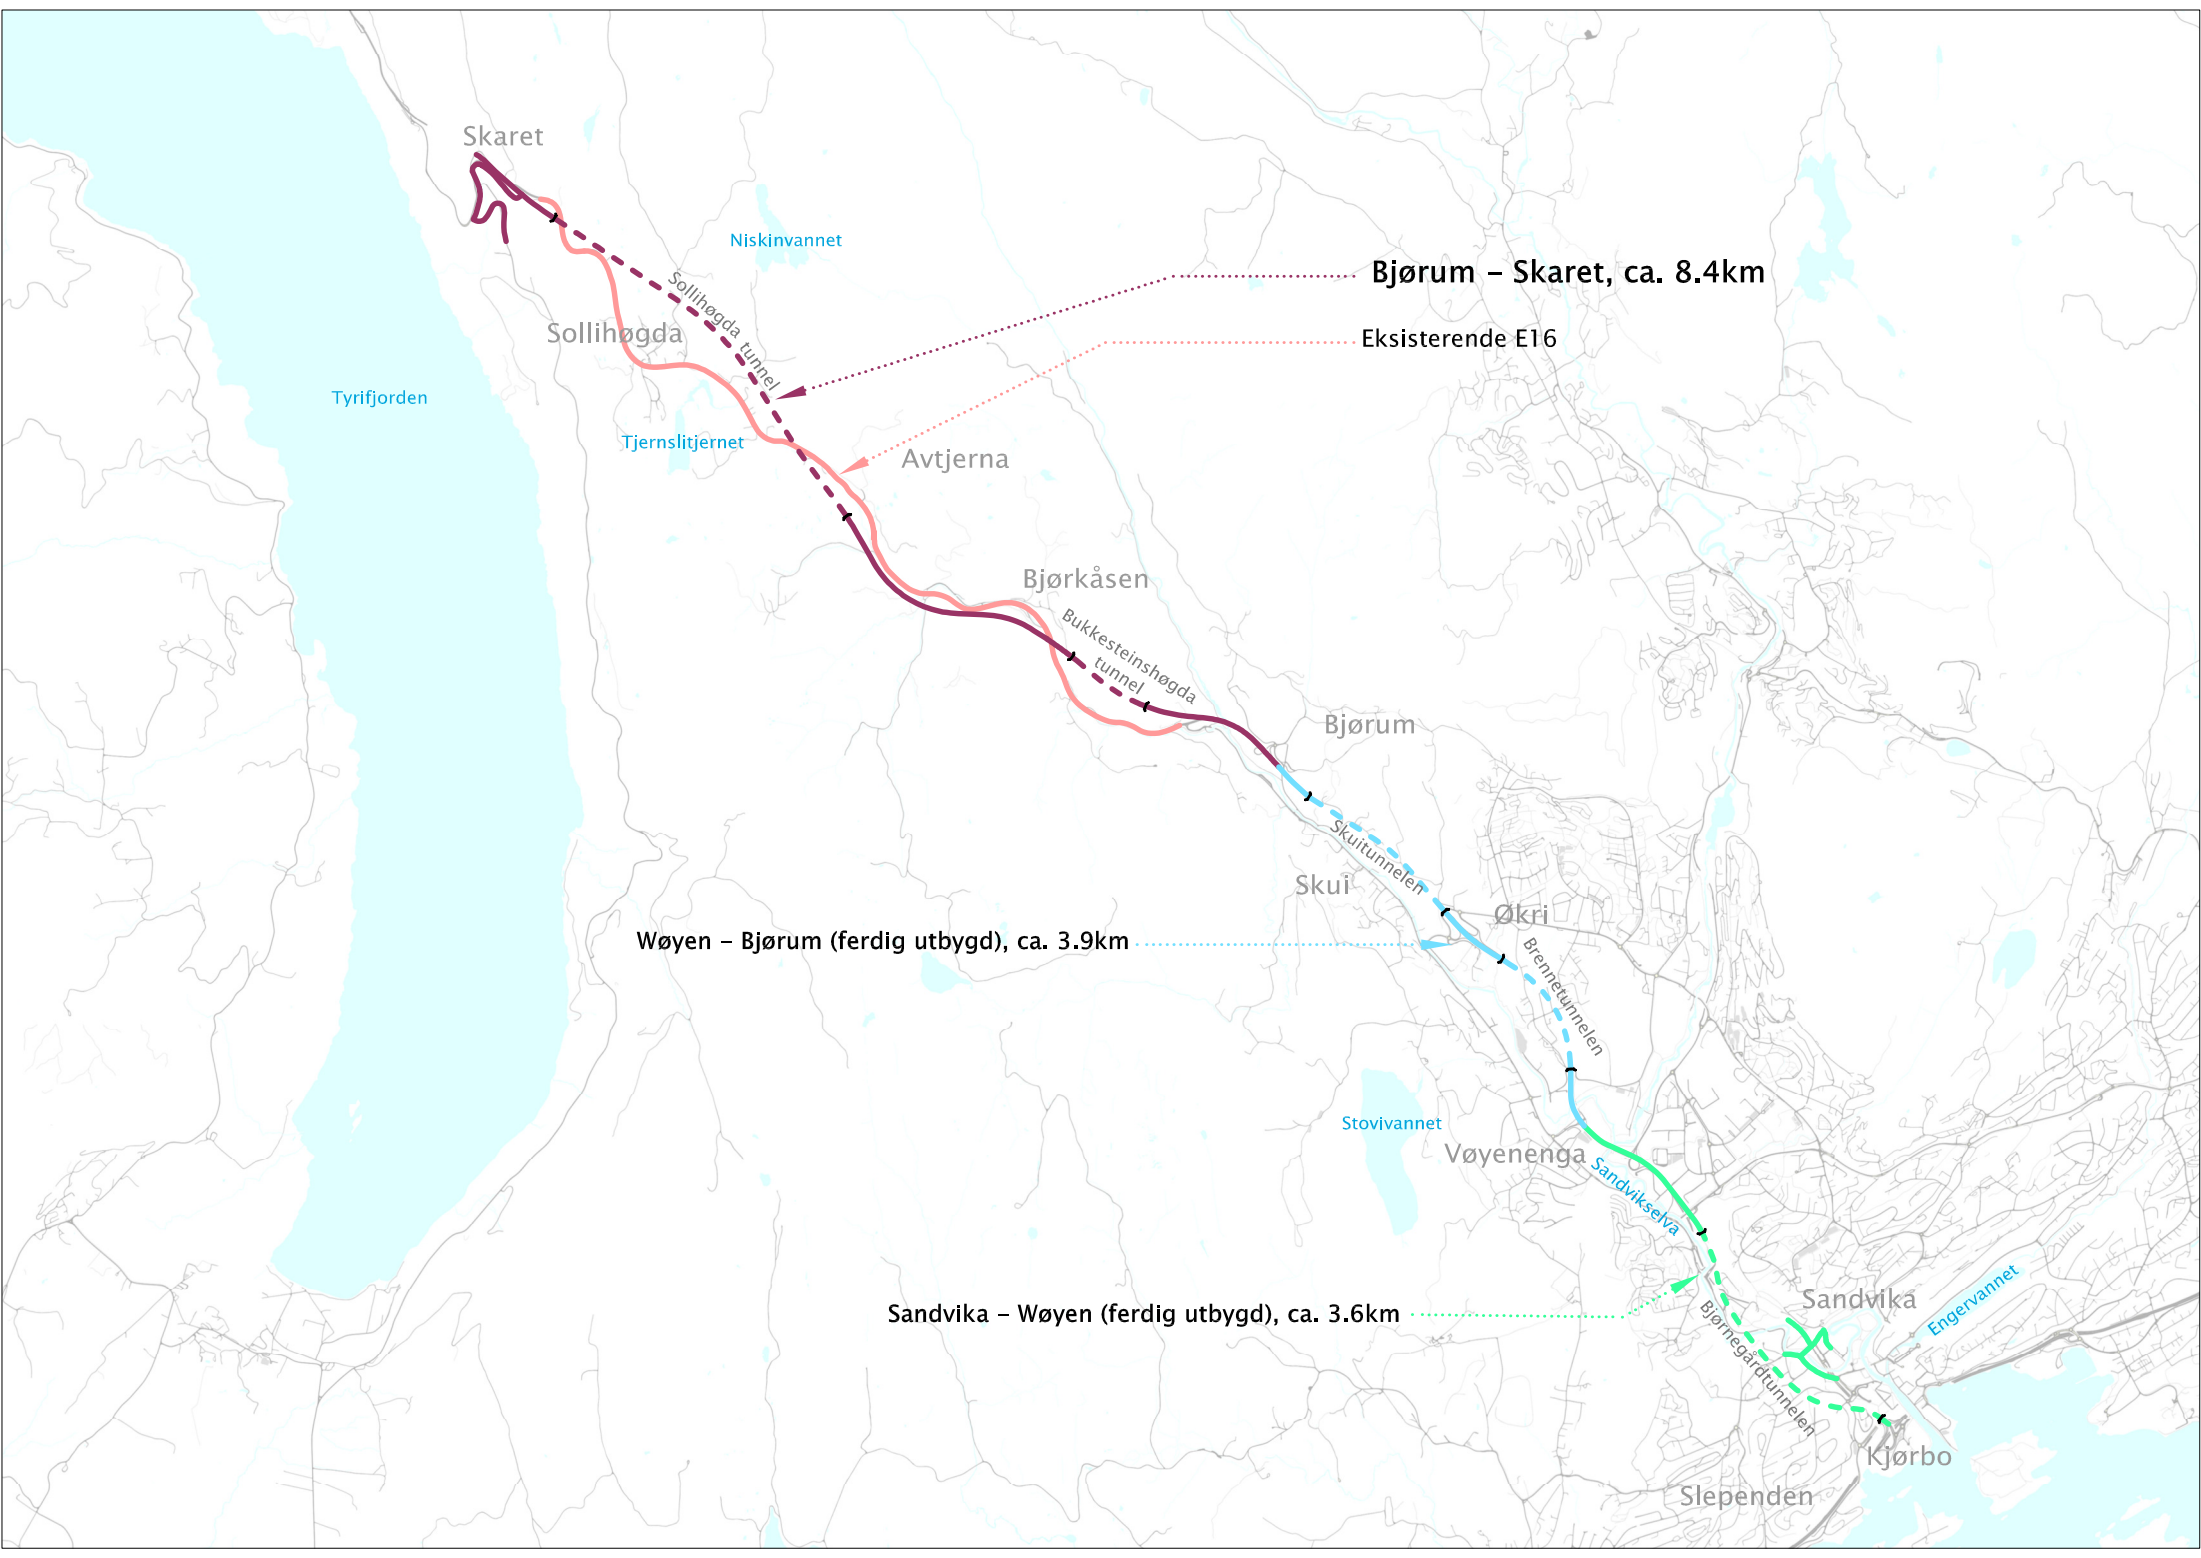 Skaret
Niskinvannet
Bjørum – Skaret, ca. 8.4km
Sollihøgda tunnel
Sollihøgda
Eksisterende E16
Tyrifjorden
Tjernslitjernet
Avtjerna
Bjørkåsen
Bukkesteinshøgda
tunnel
Bjørum
Skuitunnelen
Skui
Økri
Wøyen – Bjørum (ferdig utbygd), ca. 3.9km
Brennetunnelen
Stovivannet
Vøyenenga
Sandvikselva
Sandvika
Engervannet
Sandvika – Wøyen (ferdig utbygd), ca. 3.6km
Bjørnegårdtunnelen
Kjørbo
Slependen